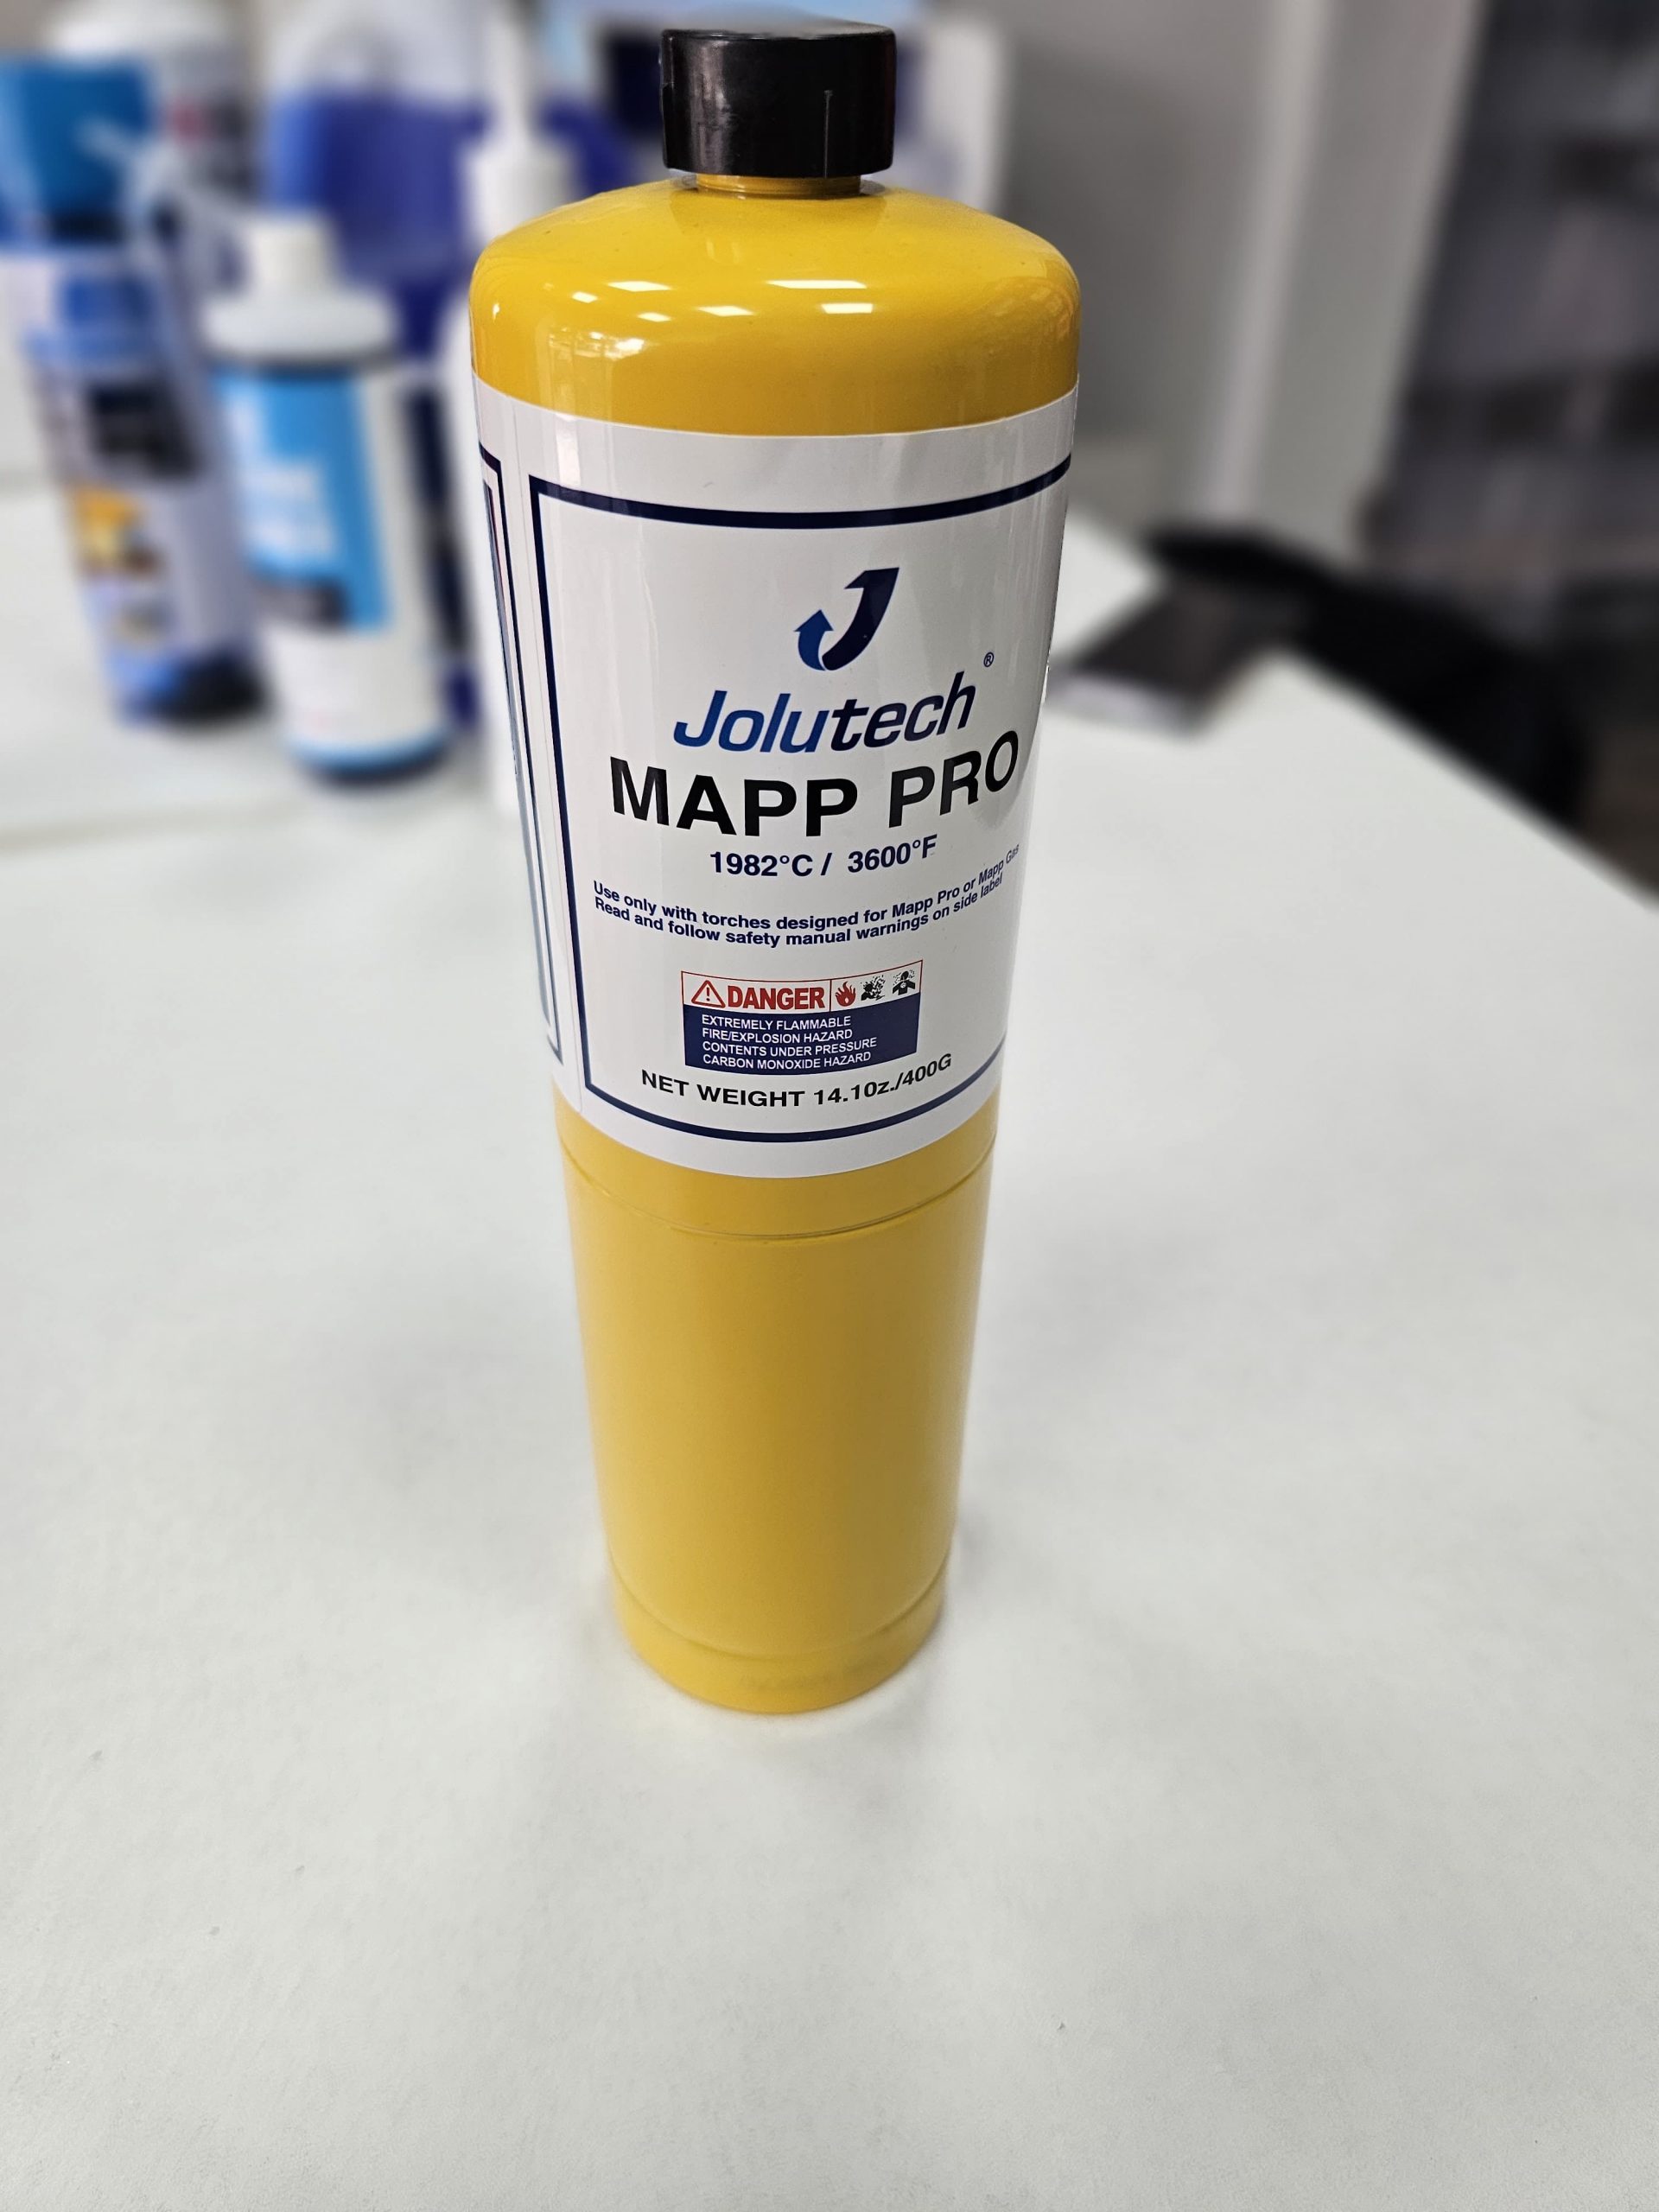 Jolutech®
MAPP PRO
1982°C / 3600°F
Use only with torches designed for Mapp Pro or Mapp Gas
Read and follow safety manual warnings on side label
DANGER
EXTREMELY FLAMMABLE
FIRE/EXPLOSION HAZARD
CONTENTS UNDER PRESSURE
CARBON MONOXIDE HAZARD
NET WEIGHT 14.10z./400G